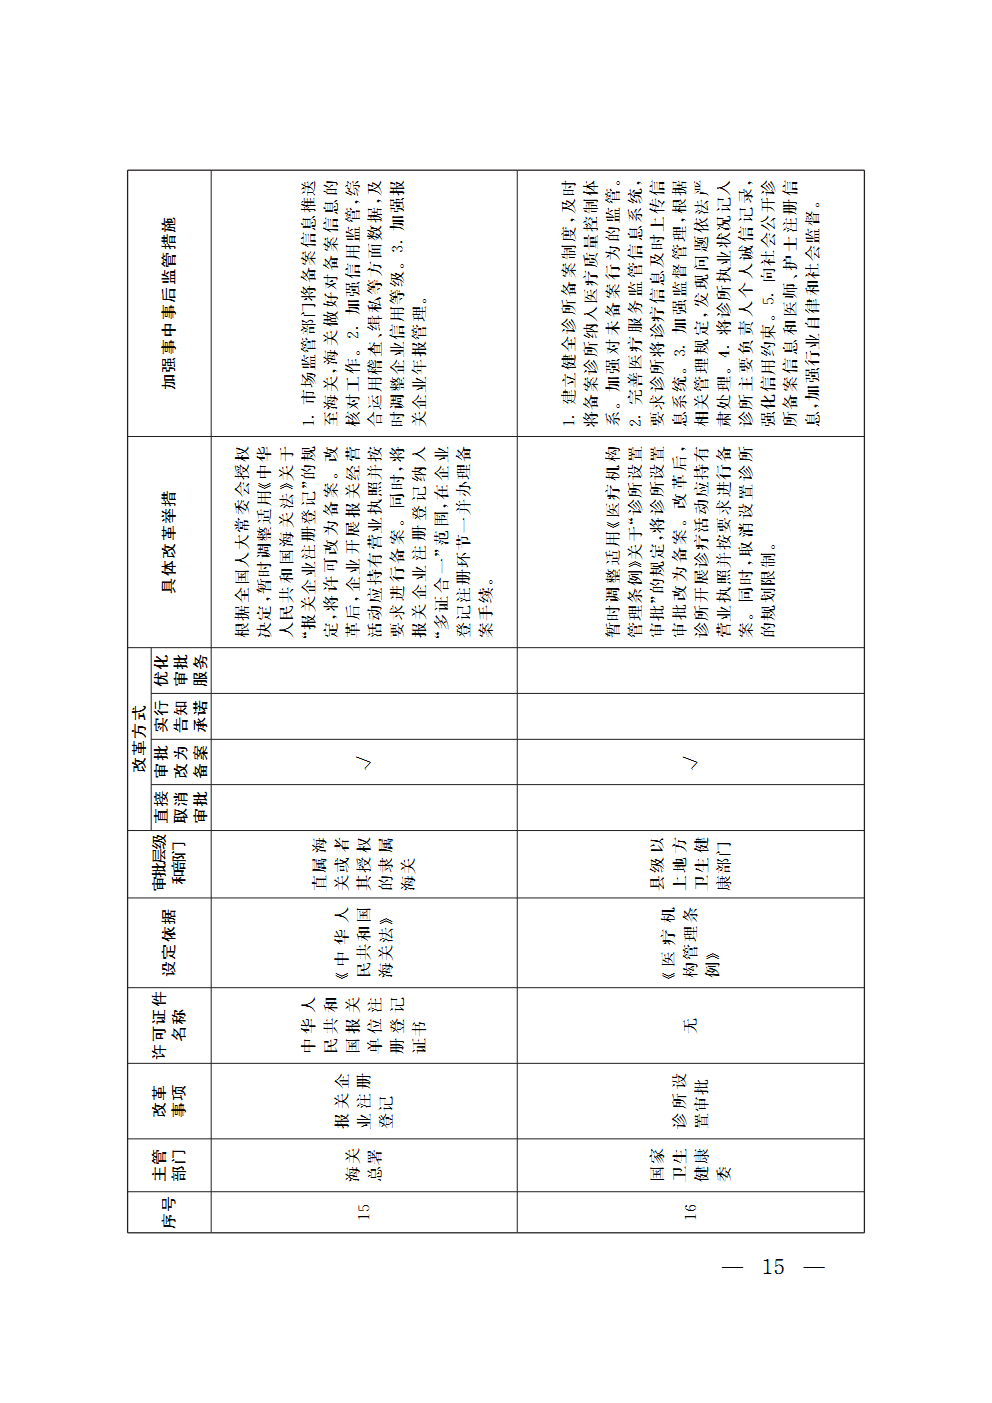 序号
主管
部门
改革
事项
许可证件
名称
设定依据
审批层级
和部门
改革方式
直接
取消
审批
审批
改为
备案
实行
告知
承诺
优化
审批
服务
具体改革举措
加强事中事后监管措施
15
海关
总署
报关企
业注册
登记
中华人
民共和
国报关
单位注
册登记
证书
《中华人
民共和国
海关法》
直属海
关或者
其授权
的隶属
海关
√
根据全国人大常委会授权
决定,暂时调整适用《中华
人民共和国海关法》关于
“报关企业注册登记”的规
定,将许可改为备案。改
革后,企业开展报关经营
活动应持有营业执照并按
要求进行备案。同时,将
报关企业注册登记纳入
“多证合一”范围,在企业
登记注册环节一并办理备
案手续。
1. 市场监管部门将备案信息推送
至海关,海关做好对备案信息的
核对工作。2. 加强信用监管,综
合运用稽查、缉私等方面数据,及
时调整企业信用等级。3. 加强报
关企业年报管理。
16
国家
卫生
健康
委
诊所设
置审批
无
《医疗机
构管理条
例》
县级以
上地方
卫生健
康部门
√
暂时调整适用《医疗机构
管理条例》关于“诊所设置
审批”的规定,将诊所设置
审批改为备案。改革后,
诊所开展诊疗活动应持有
营业执照并按要求进行备
案。同时,取消设置诊所
的规划限制。
1. 建立健全诊所备案制度,及时
将备案诊所纳入医疗质量控制体
系。加强对未备案行为的监管。
2. 完善医疗服务监管信息系统,
要求诊所将诊疗信息及时上传信
息系统。3. 加强监督管理,根据
相关管理规定,发现问题依法严
肃处理。4. 将诊所执业状况记入
诊所主要负责人个人诚信记录,
强化信用约束。5. 向社会公开诊
所备案信息和医师、护士注册信
息,加强行业自律和社会监督。
— 15 —